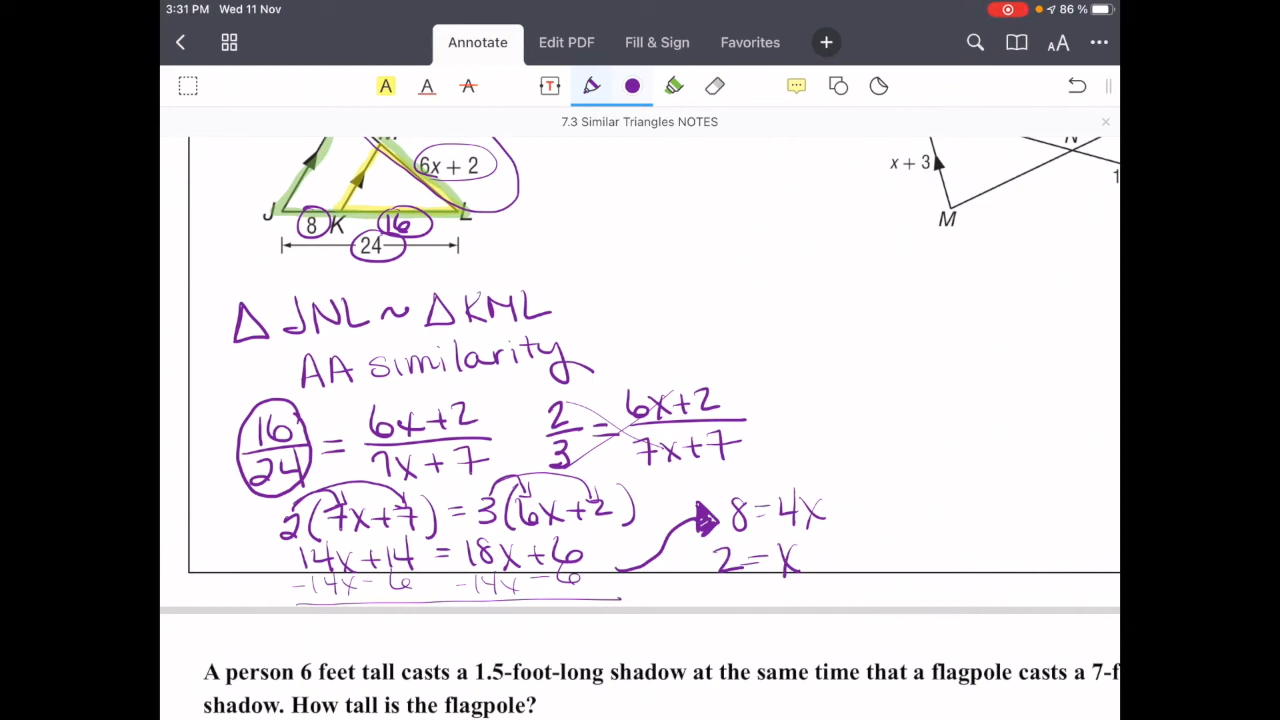 3:31 PM Wed 11 Nov
86 %
Annotate Edit PDF Fill & Sign Favorites
A A A T AA
7.3 Similar Triangles NOTES
6x + 2
J 8 K 16 L
24
x + 3
N
1
M
△ JNL ~ △ KML
AA similarity
16/24 = 6x+2/7x+7 2/3 = 6x+2/7x+7
2(7x+7) = 3(6x+2)
8=4x
14x+14 = 18x+6
2=x
-14x-6 -14x-6
A person 6 feet tall casts a 1.5-foot-long shadow at the same time that a flagpole casts a 7-f
shadow. How tall is the flagpole?